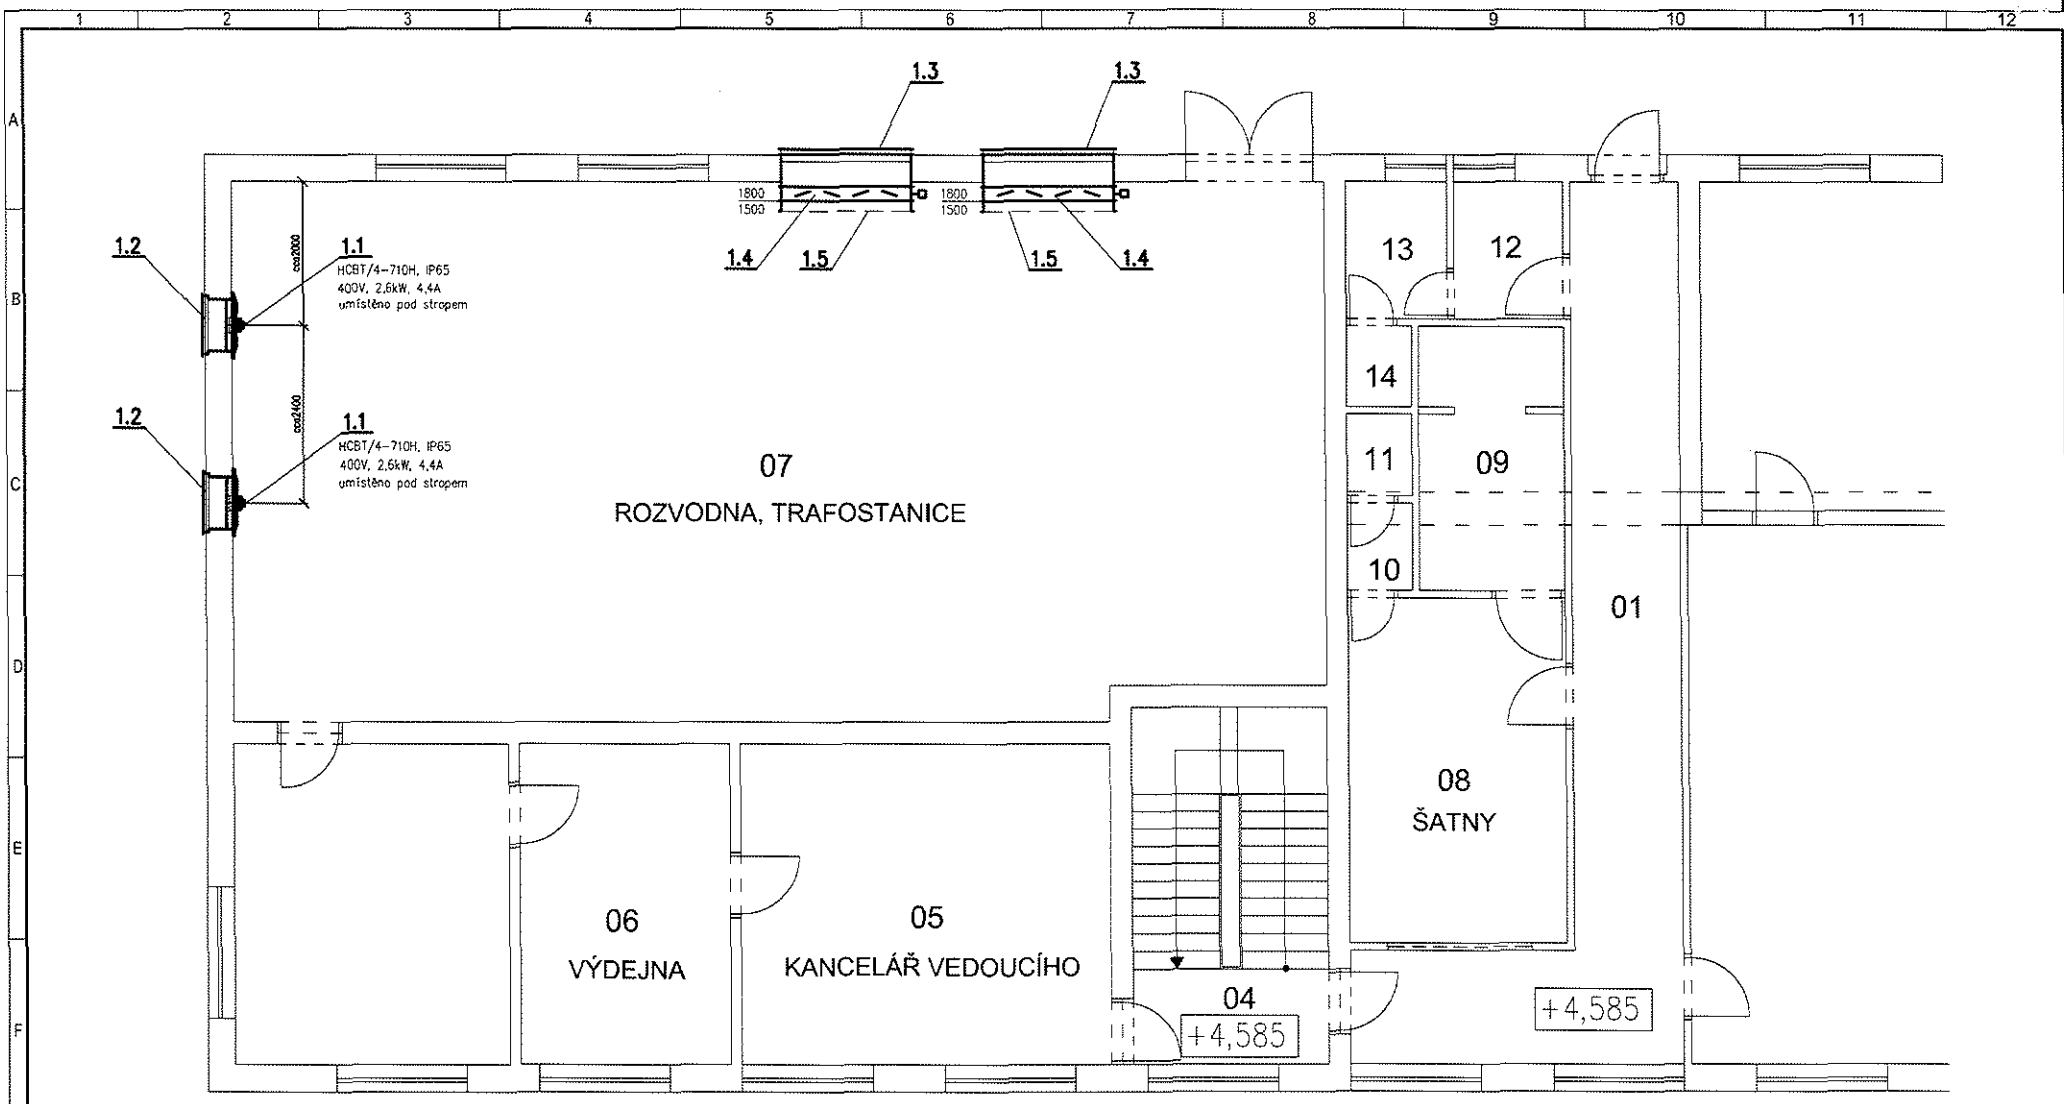 1 2 3 4 5 6 7 8 9 10 11 12
A
B
C
D
E
F
1.3
1.3
1800
1500
1800
1500
1.4
1.5
1.5
1.4
1.2
1.1
HCBT/4-710H, IP65
400V, 2,6kW, 4,4A
umístěno pod stropem
cca2000
1.2
1.1
HCBT/4-710H, IP65
400V, 2,6kW, 4,4A
umístěno pod stropem
cca2400
07
ROZVODNA, TRAFOSTANICE
13
12
14
11
09
10
01
08
ŠATNY
06
VÝDEJNA
05
KANCELÁŘ VEDOUCÍHO
04
+4,585
+4,585